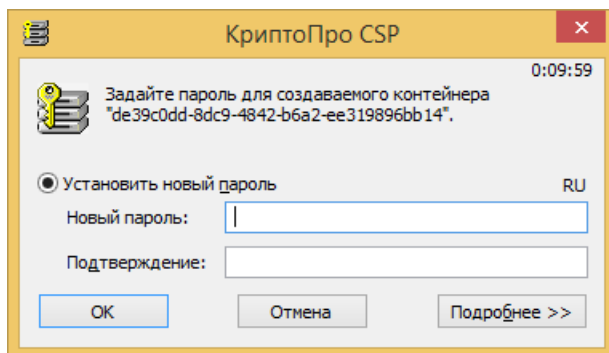 КриптоПро CSP
0:09:59
Задайте пароль для создаваемого контейнера
"de39c0dd-8dc9-4842-b6a2-ee319896bb14".
Установить новый пароль
RU
Новый пароль:
Подтверждение:
ОК
Отмена
Подробнее >>